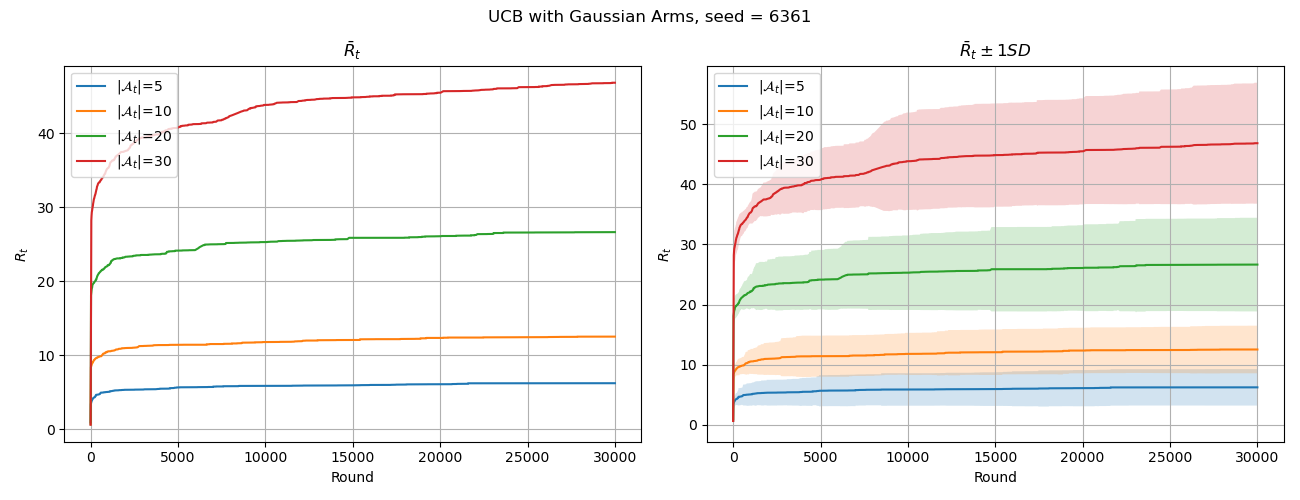 UCB with Gaussian Arms, seed = 6361
R̄ₜ
|𝒜ₜ|=5
|𝒜ₜ|=10
|𝒜ₜ|=20
|𝒜ₜ|=30
Rₜ
40
30
20
10
0
0 5000 10000 15000 20000 25000 30000
Round
R̄ₜ ± 1SD
|𝒜ₜ|=5
|𝒜ₜ|=10
|𝒜ₜ|=20
|𝒜ₜ|=30
Rₜ
50
40
30
20
10
0
0 5000 10000 15000 20000 25000 30000
Round